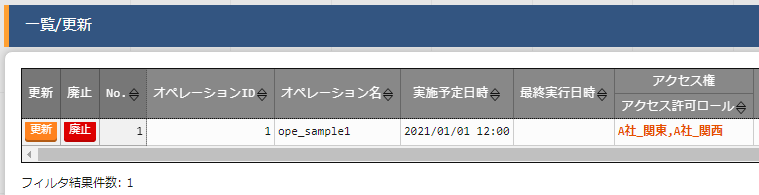 一覧/更新
更新 廃止 No. オペレーションID オペレーション名 実施予定日時 最終実行日時 アクセス権
アクセス許可ロール
更新 廃止 1 1 ope_sample1 2021/01/01 12:00 A社_関東,A社_関西
フィルタ結果件数: 1